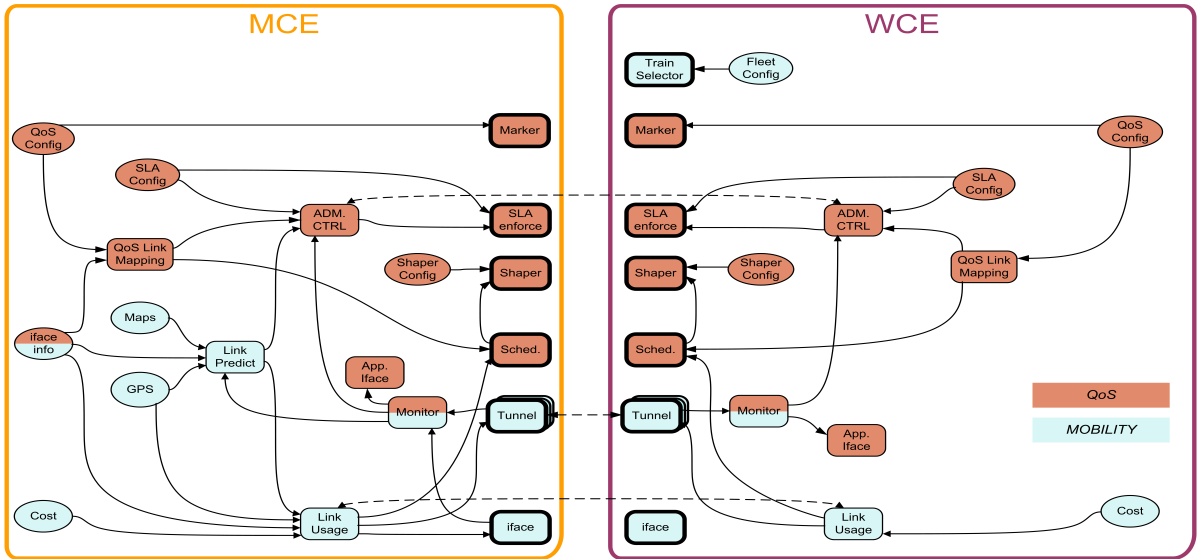 MCE
WCE
Train
Selector
Fleet
Config
QoS
Config
Marker
Marker
QoS
Config
SLA
Config
SLA
Config
ADM.
CTRL
SLA
enforce
SLA
enforce
ADM.
CTRL
QoS Link
Mapping
Shaper
Config
Shaper
Shaper
Shaper
Config
QoS Link
Mapping
Maps
iface
info
Link
Predict
Sched.
Sched.
App.
Iface
GPS
Monitor
Tunnel
Tunnel
Monitor
QoS
App.
Iface
MOBILITY
Cost
Link
Usage
iface
iface
Link
Usage
Cost